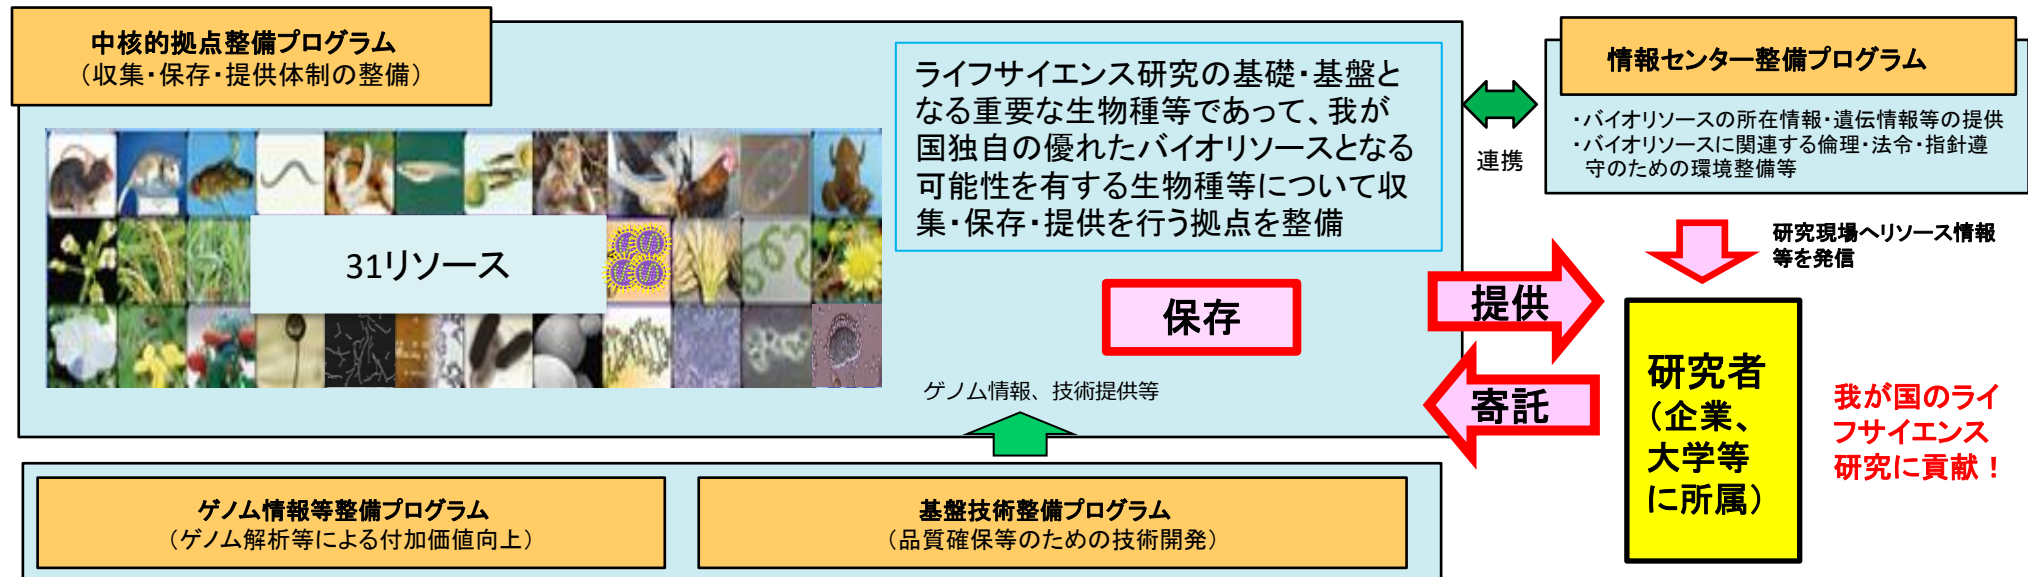 中核的拠点整備プログラム
（収集・保存・提供体制の整備）
ライフサイエンス研究の基礎・基盤と
なる重要な生物種等であって、我が
国独自の優れたバイオリソースとなる
可能性を有する生物種等について収
集・保存・提供を行う拠点を整備
31リソース
保存
ゲノム情報、技術提供等
連携
情報センター整備プログラム
・バイオリソースの所在情報・遺伝情報等の提供
・バイオリソースに関連する倫理・法令・指針遵
守のための環境整備等
研究現場へリソース情報
等を発信
提供
寄託
研究者
（企業、
大学等
に所属）
我が国のライ
フサイエンス
研究に貢献！
ゲノム情報等整備プログラム
（ゲノム解析等による付加価値向上）
基盤技術整備プログラム
（品質確保等のための技術開発）